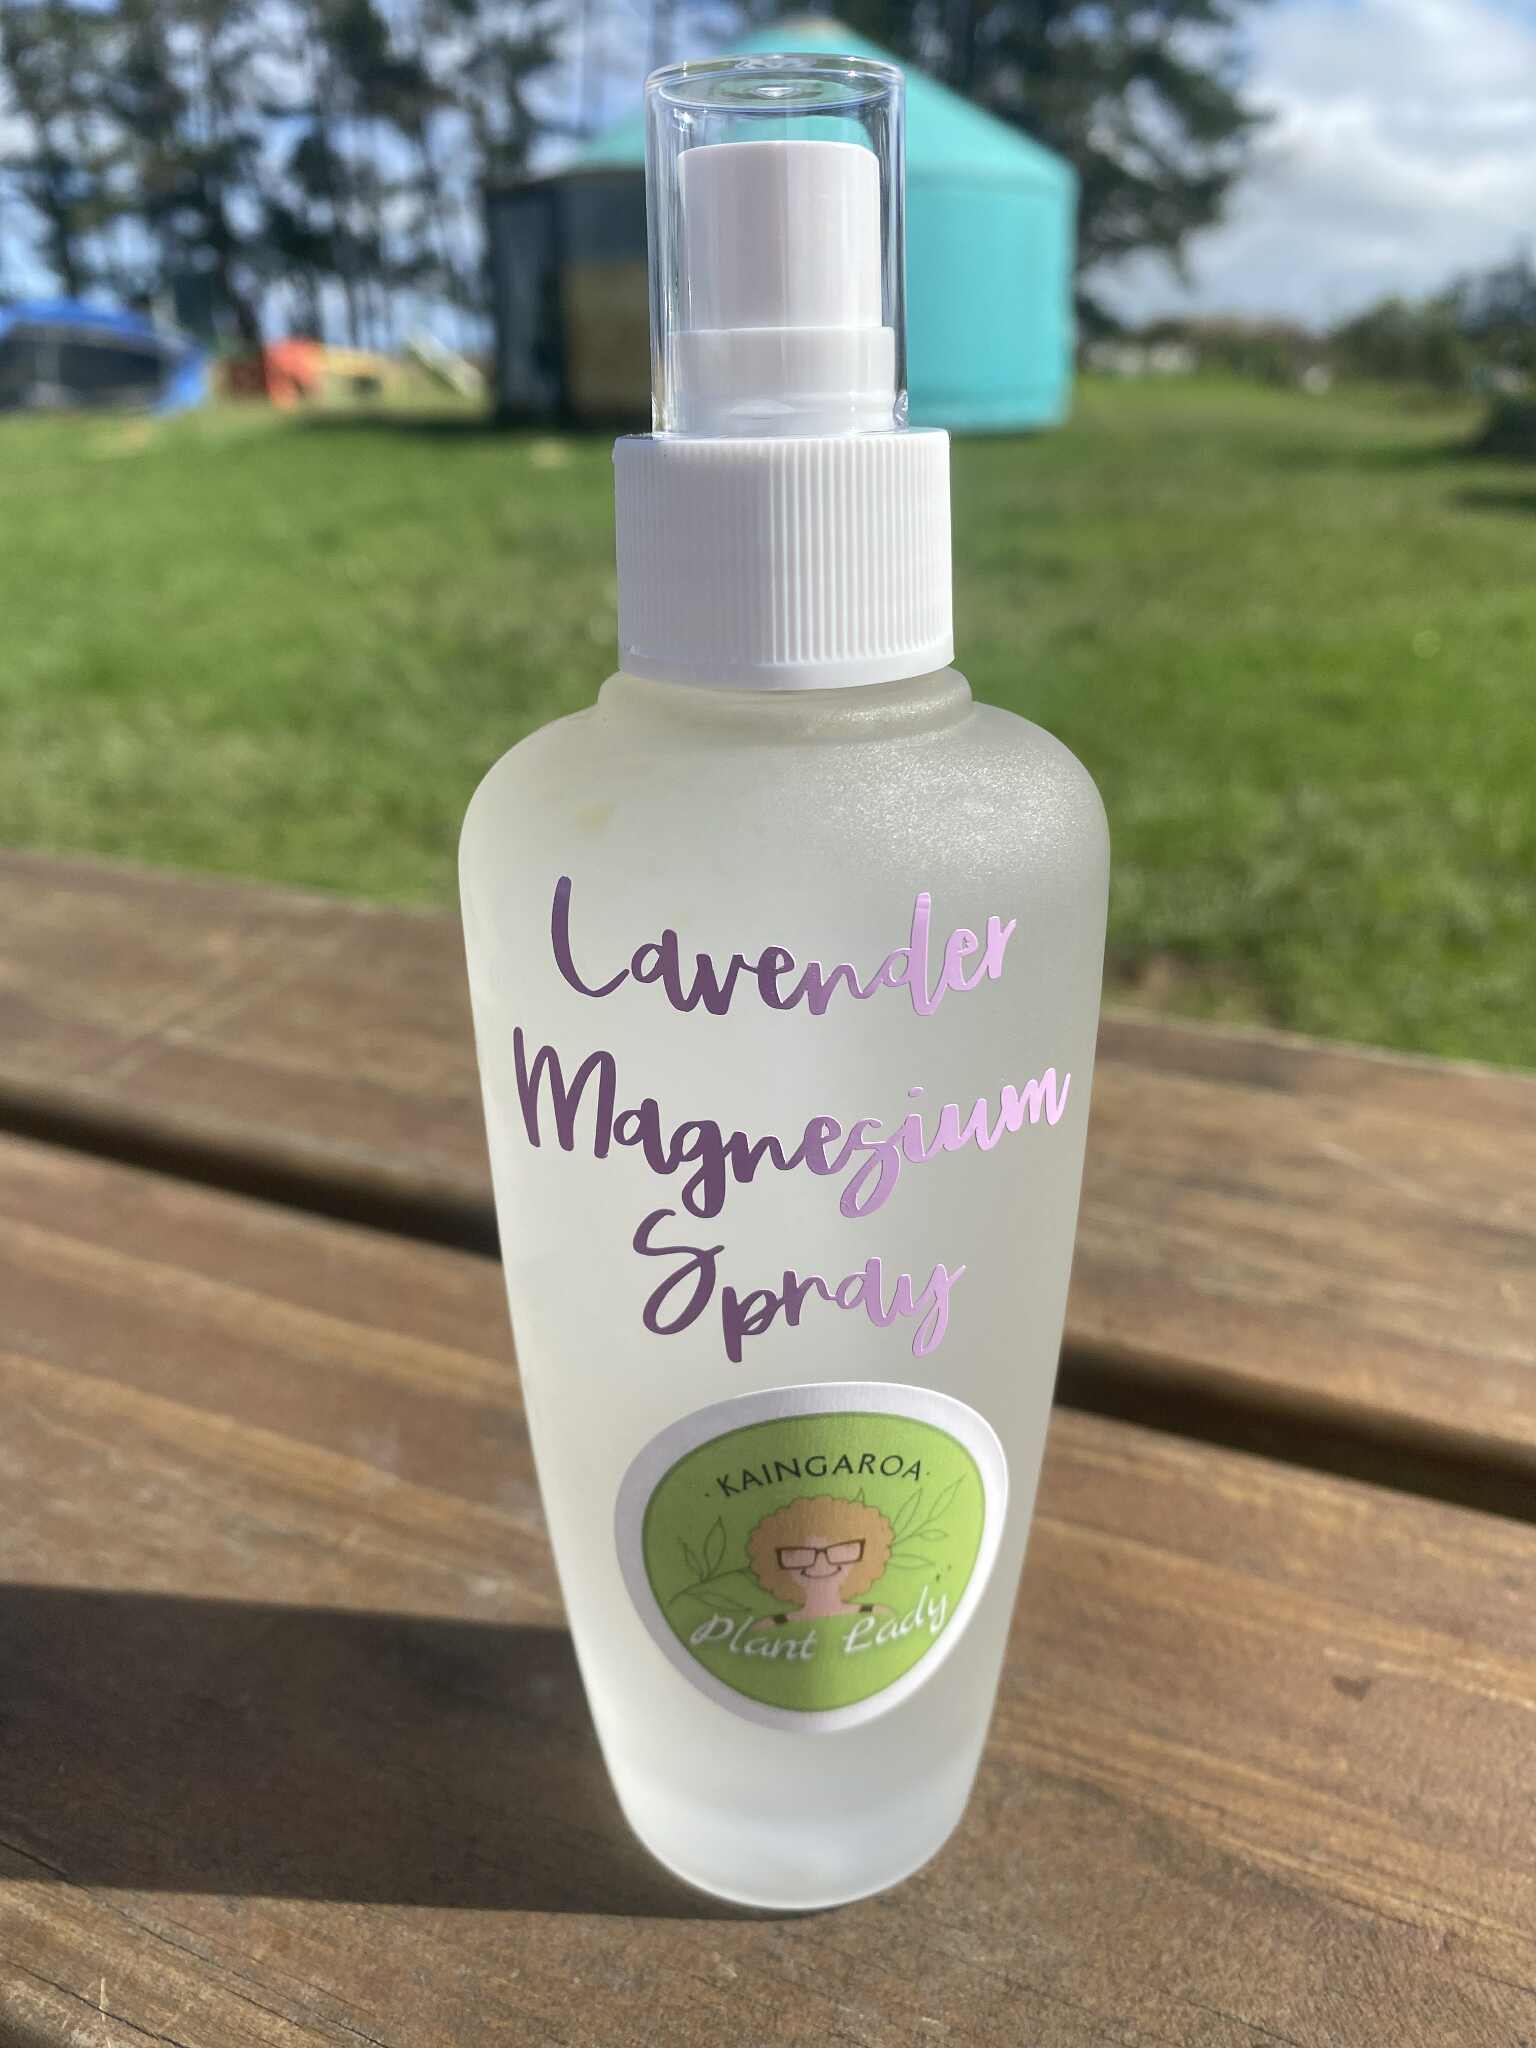 Lavender
Magnesium
Spray
· KAINGAROA ·
Plant Lady